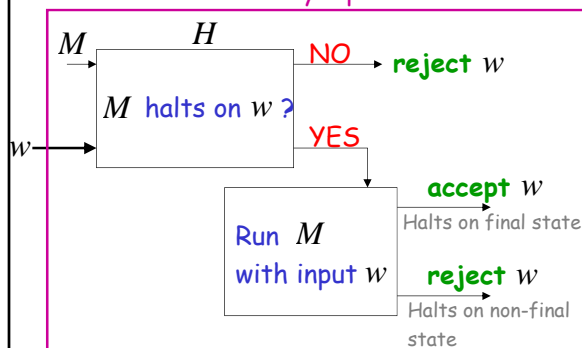 H
M
NO
reject w
M halts on w ?
w
YES
accept w
Halts on final state
Run M
with input w
reject w
Halts on non-final
state